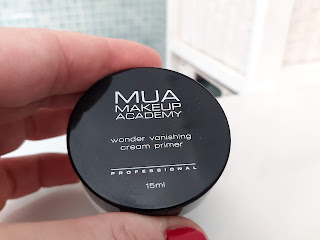 MUA
MAKEUP
ACADEMY
wonder vanishing
cream primer
PROFESSIONAL
15ml